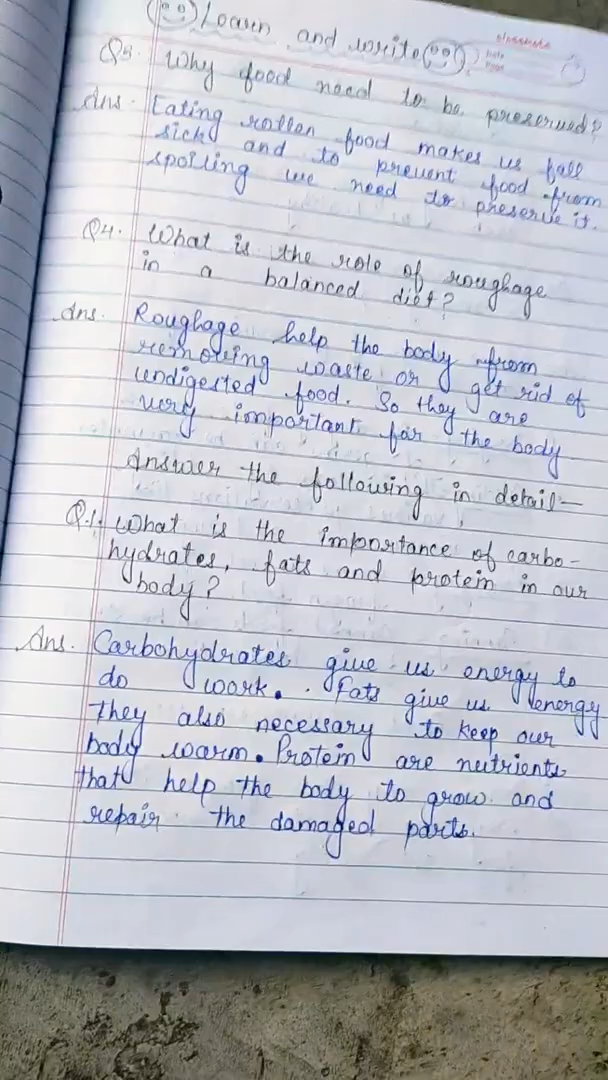 Learn and write
Date
Page
Q3. Why food need to be preserved?
Ans. Eating rotten food makes us fall
sick and to prevent food from
spoiling we need to preserve it.
Q4. What is the role of roughage
in a balanced diet?
Ans. Roughage help the body from
removing waste or get rid of
undigested food. So they are
very important for the body
Answer the following in detail-
Q.1. What is the importance of carbo-
hydrates, fats and protein in our
body?
Ans. Carbohydrates give us energy to
do work. Fats give us energy
they also necessary to keep our
body warm. Protein are nutrients
that help the body to grow and
repair the damaged parts.